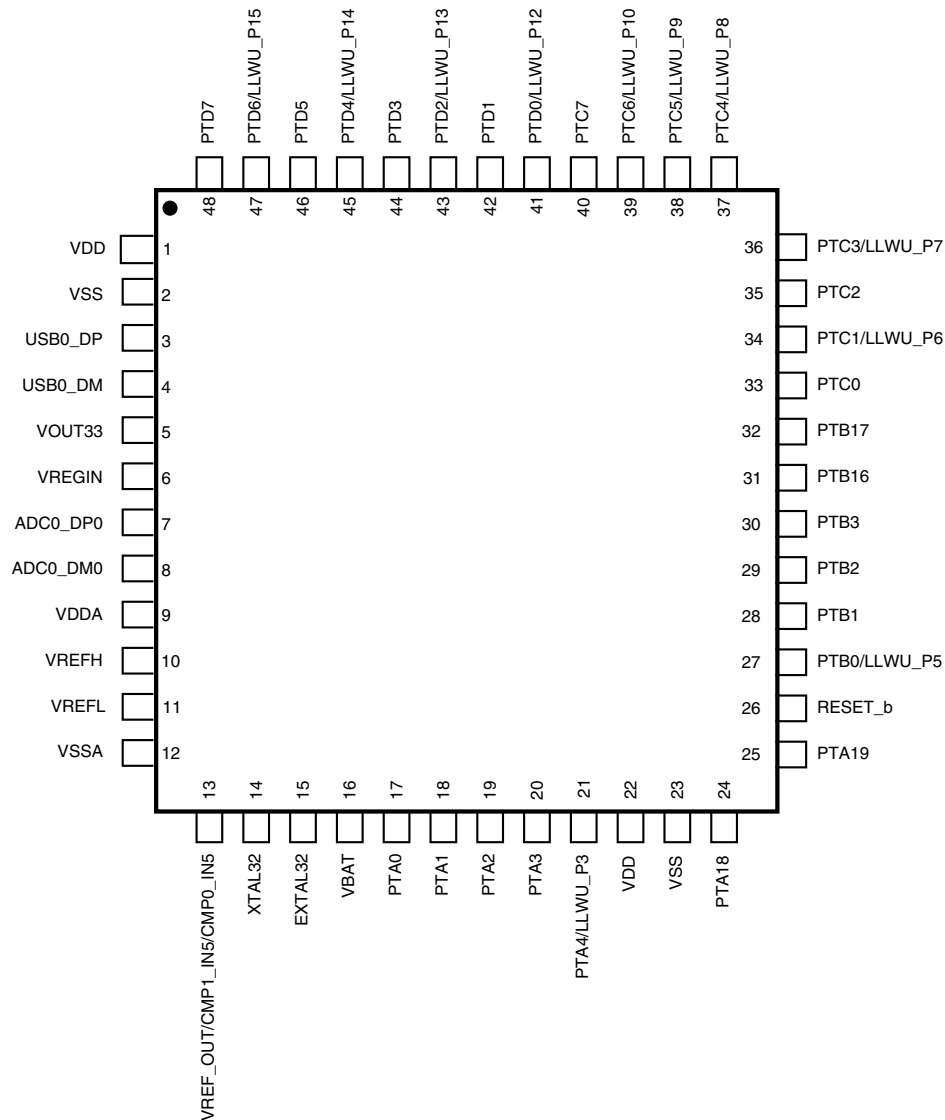 PTD7
PTD6/LLWU_P15
PTD5
PTD4/LLWU_P14
PTD3
PTD2/LLWU_P13
PTD1
PTD0/LLWU_P12
PTC7
PTC6/LLWU_P10
PTC5/LLWU_P9
PTC4/LLWU_P8
48
47
46
45
44
43
42
41
40
39
38
37
VDD 1
VSS 2
USB0_DP 3
USB0_DM 4
VOUT33 5
VREGIN 6
ADC0_DP0 7
ADC0_DM0 8
VDDA 9
VREFH 10
VREFL 11
VSSA 12
36 PTC3/LLWU_P7
35 PTC2
34 PTC1/LLWU_P6
33 PTC0
32 PTB17
31 PTB16
30 PTB3
29 PTB2
28 PTB1
27 PTB0/LLWU_P5
26 RESET_b
25 PTA19
13
14
15
16
17
18
19
20
21
22
23
24
VREF_OUT/CMP1_IN5/CMP0_IN5
XTAL32
EXTAL32
VBAT
PTA0
PTA1
PTA2
PTA3
PTA4/LLWU_P3
VDD
VSS
PTA18